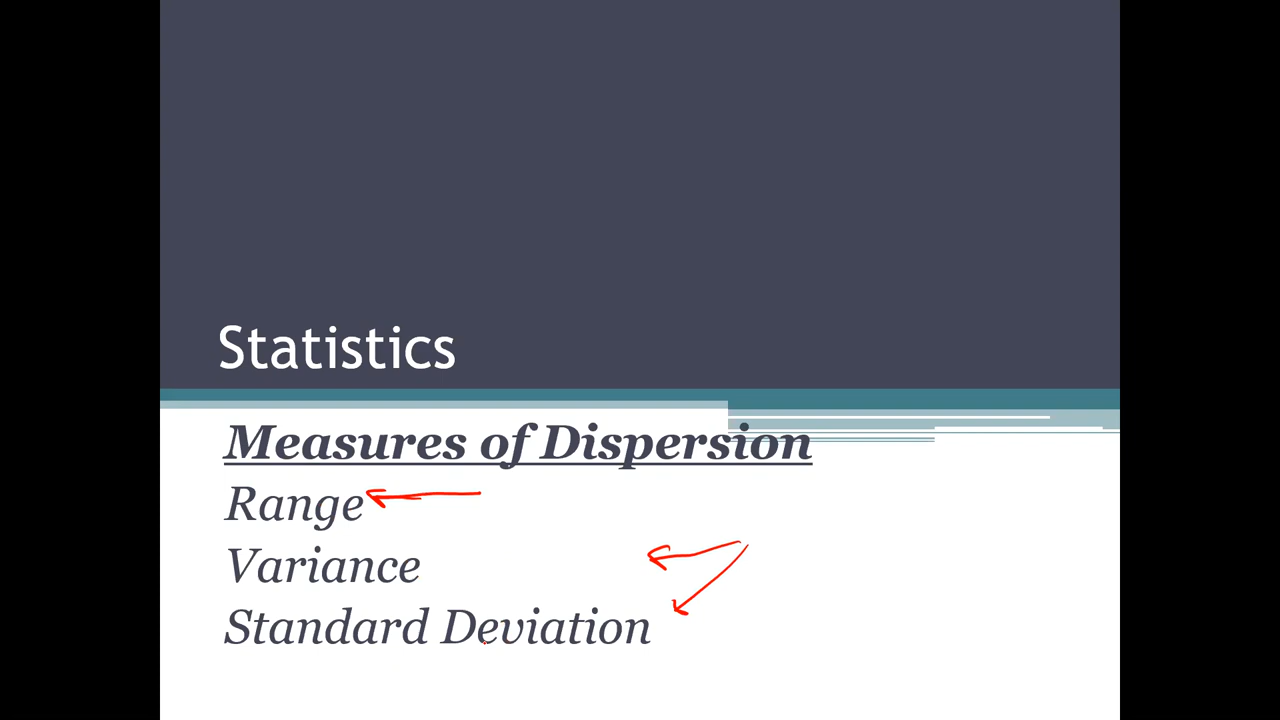 Statistics
Measures of Dispersion
Range
Variance
Standard Deviation